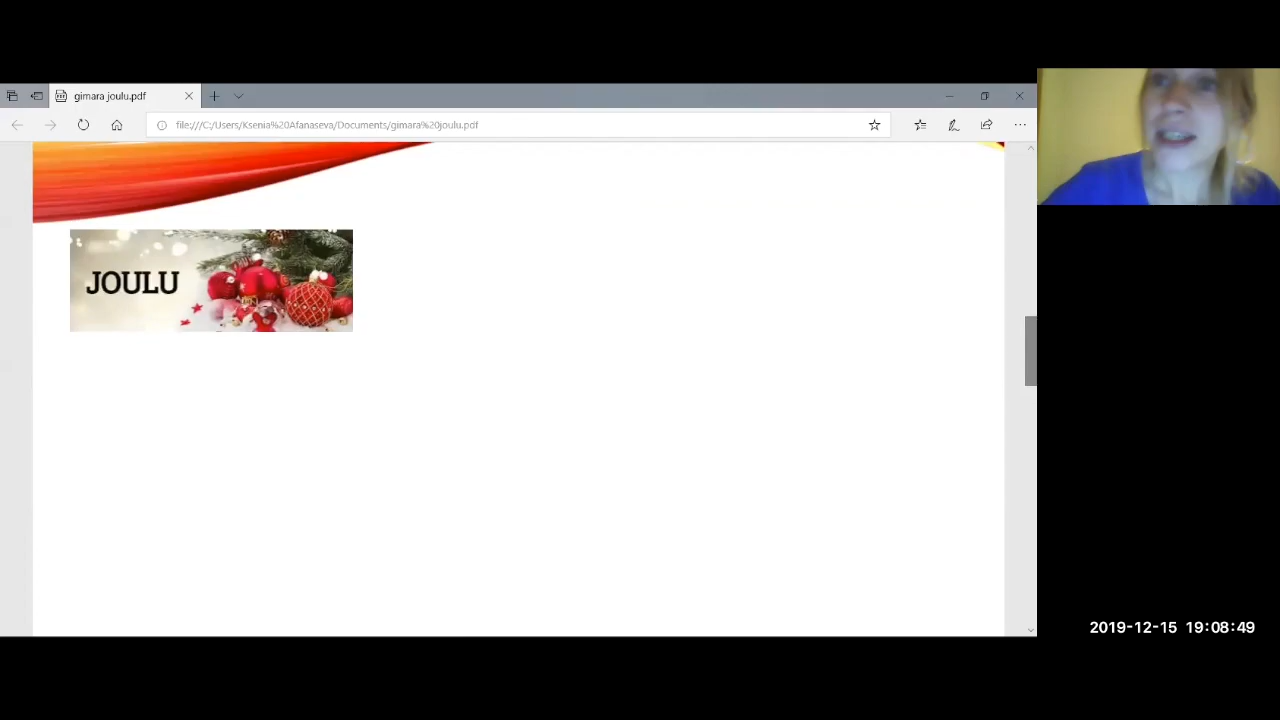 gimara joulu.pdf
file:///C:/Users/Ksenia%20Afanaseva/Documents/gimara%20joulu.pdf
JOULU
2019-12-15 19:08:49